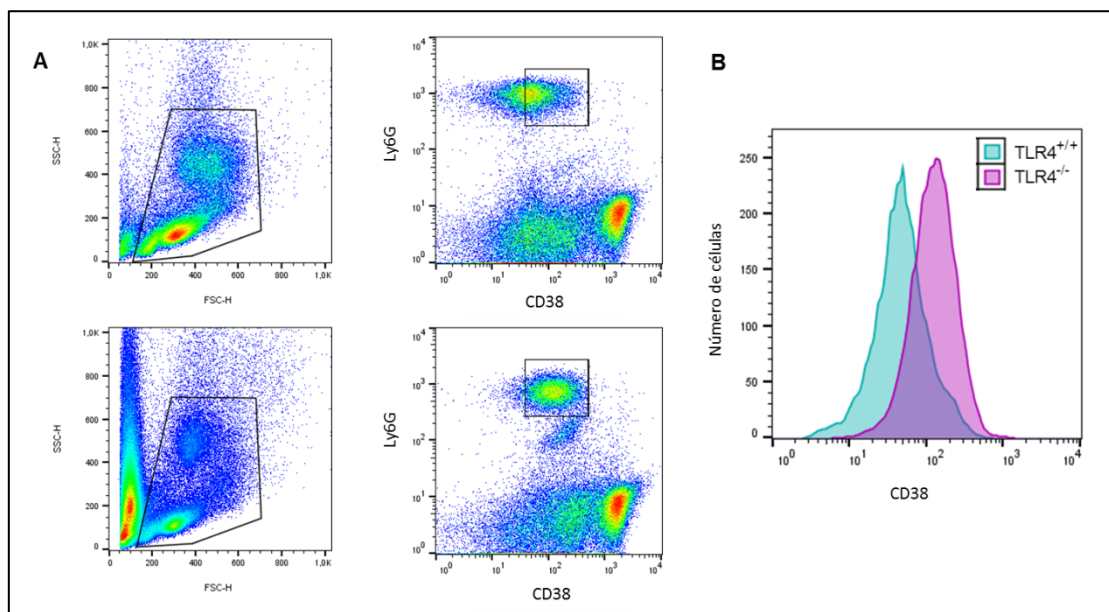 A
1,0K
800
600
400
200
0
SSC-H
200 400 600 800 1,0K
FSC-H
10^4
10^3
10^2
10^1
10^0
Ly6G
10^0 10^1 10^2 10^3 10^4
CD38
1,0K
800
600
400
200
0
SSC-H
200 400 600 800 1,0K
FSC-H
10^4
10^3
10^2
10^1
10^0
Ly6G
10^0 10^1 10^2 10^3 10^4
CD38
B
TLR4+/+
TLR4-/-
250
200
150
100
50
0
Número de células
10^0 10^1 10^2 10^3 10^4
CD38